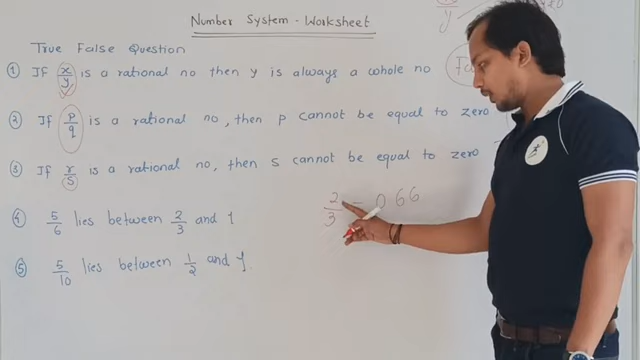 Number System - Worksheet
True False Question
① If x/y is a rational no then y is always a whole no
② If p/q is a rational no, then p cannot be equal to zero
③ If r/s is a rational no, then s cannot be equal to zero
2/3 = 0 66
④ 5/6 lies between 2/3 and 1
⑤ 5/10 lies between 1/2 and 1